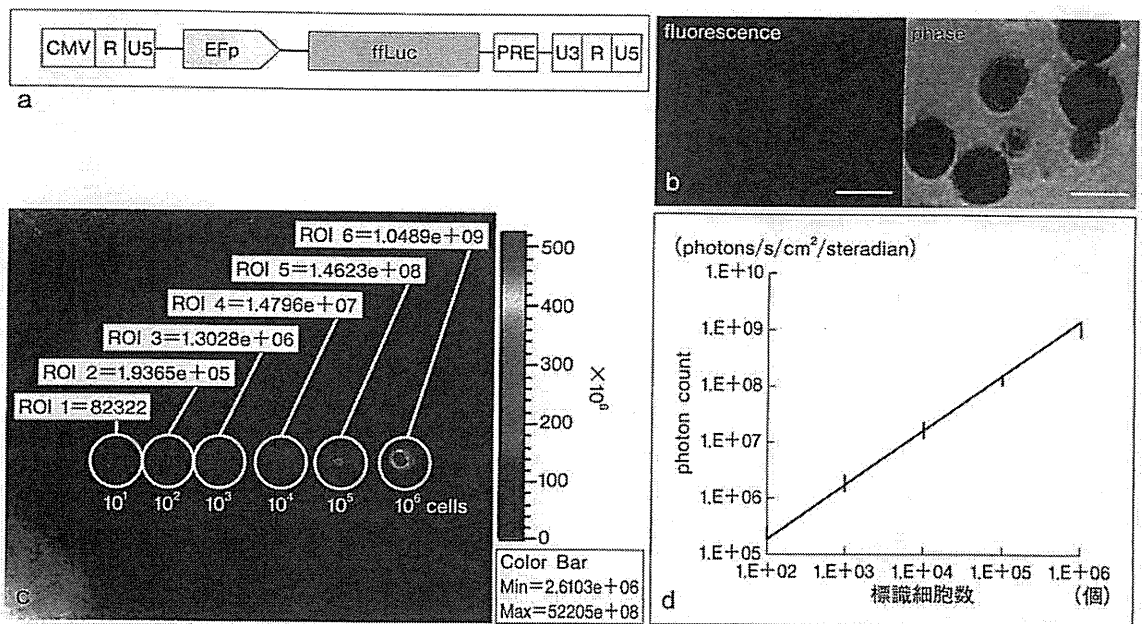 CMV R U5 EFp ffLuc PRE U3 R U5
a
fluorescence
phase
b
ROI 6=1.0489e+09
ROI 5=1.4623e+08
ROI 4=1.4796e+07
ROI 3=1.3028e+06
ROI 2=1.9365e+05
ROI 1=82322
10¹ 10² 10³ 10⁴ 10⁵ 10⁶ cells
500
400
300
200
100
0
×10⁶
Color Bar
Min=2.6103e+06
Max=52205e+08
c
(photons/s/cm²/steradian)
1.E+10
1.E+09
1.E+08
1.E+07
1.E+06
1.E+05
photon count
1.E+02 1.E+03 1.E+04 1.E+05 1.E+06
標識細胞数 (個)
d